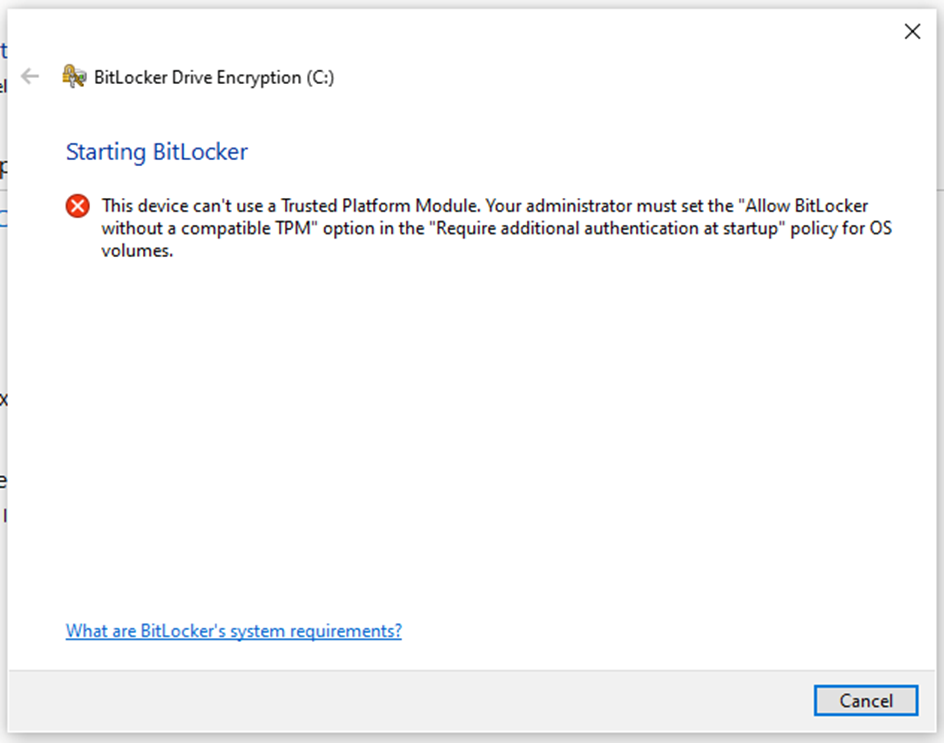 BitLocker Drive Encryption (C:)
Starting BitLocker
This device can't use a Trusted Platform Module. Your administrator must set the "Allow BitLocker
without a compatible TPM" option in the "Require additional authentication at startup" policy for OS
volumes.
What are BitLocker's system requirements?
Cancel